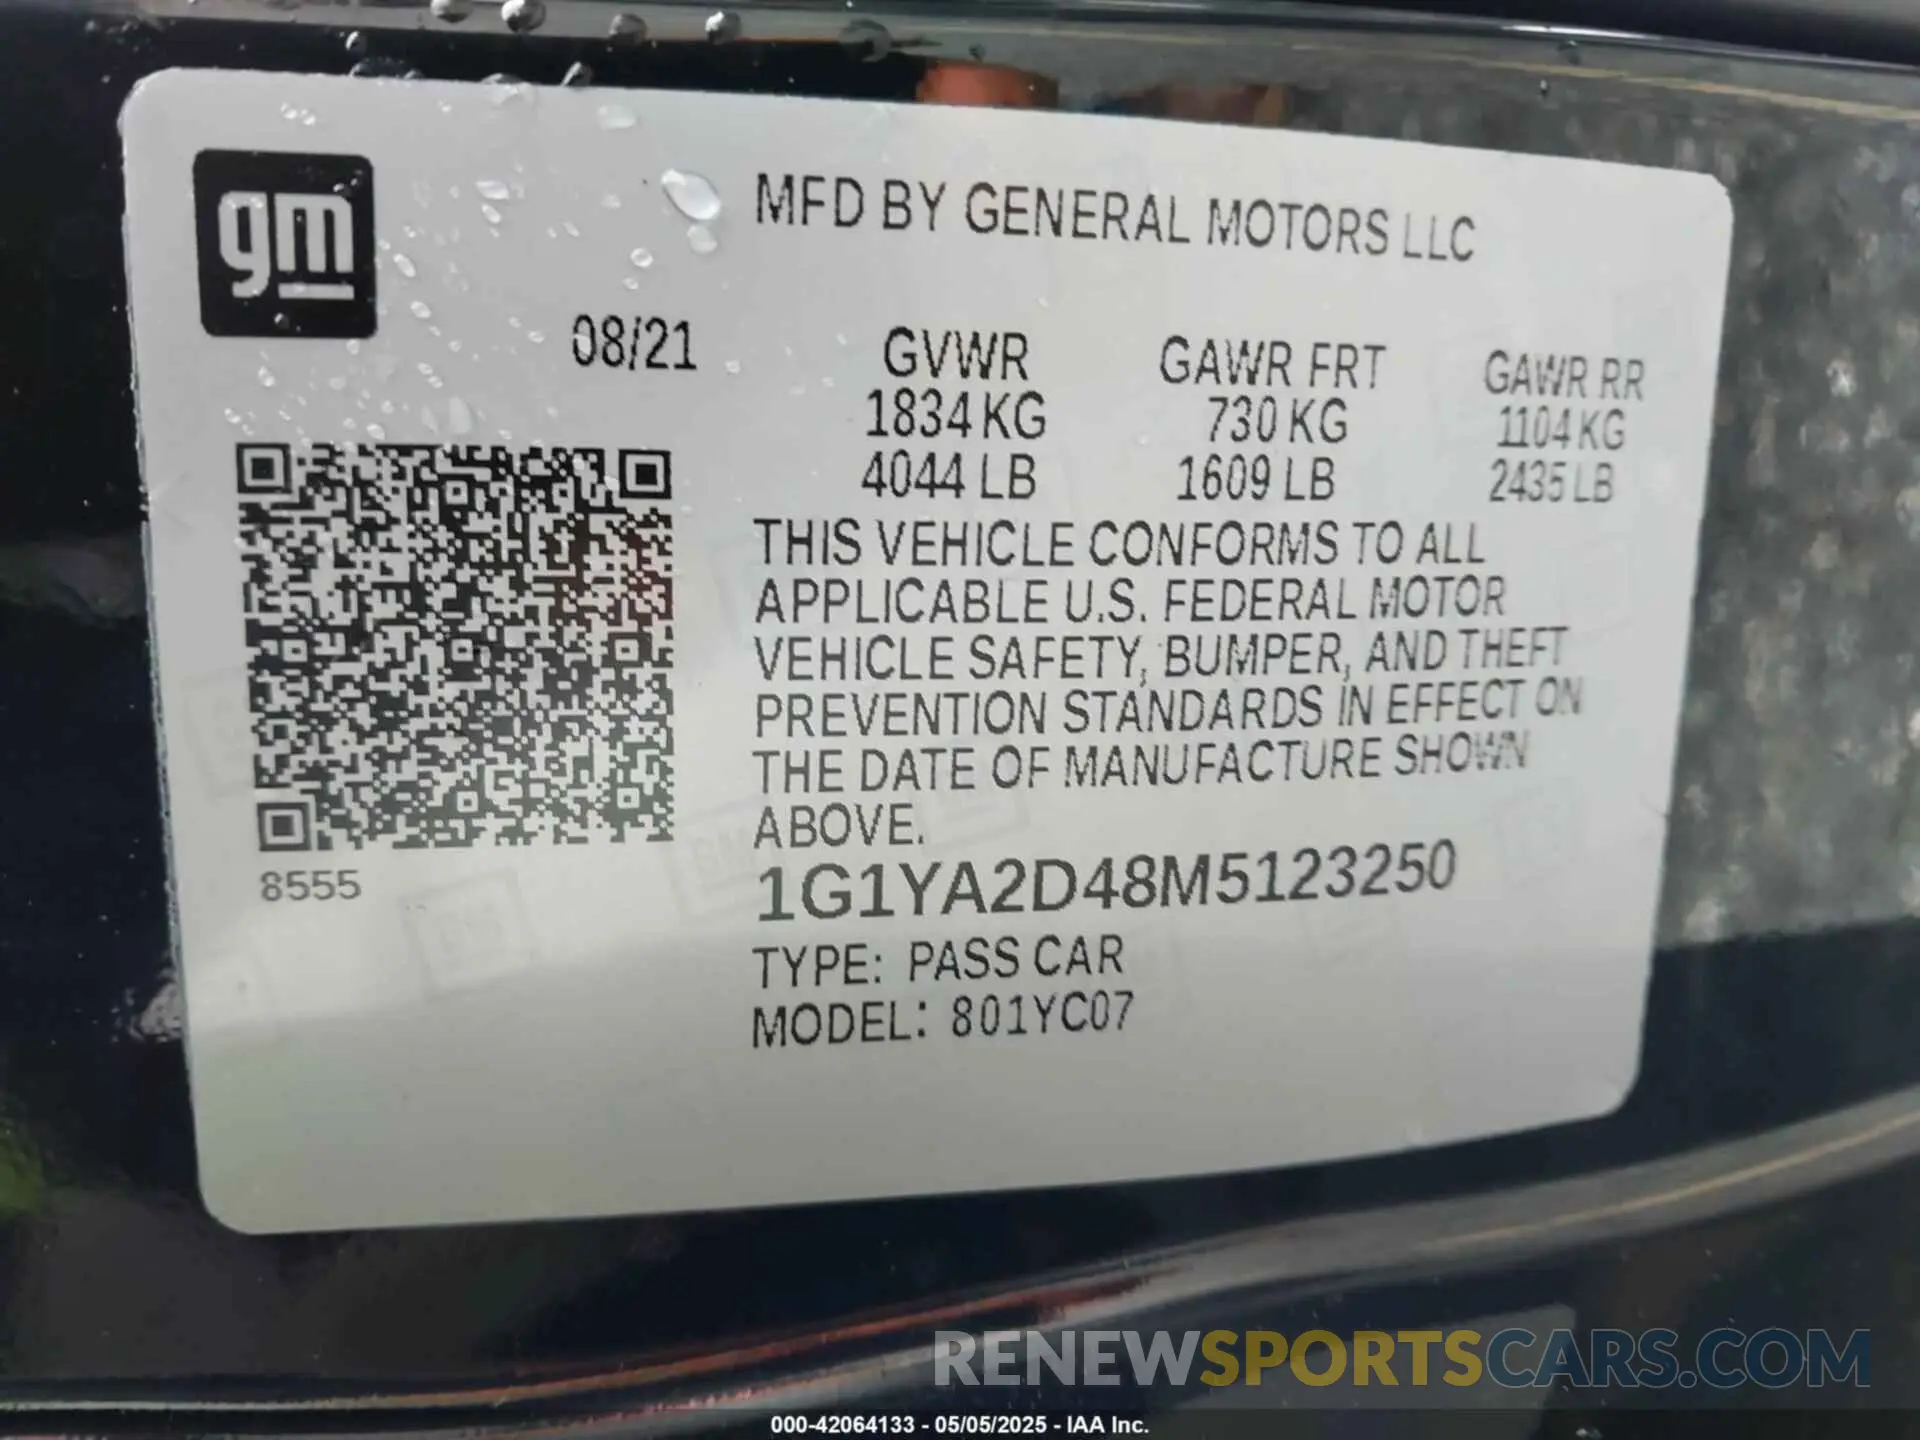 gm
MFD BY GENERAL MOTORS LLC
08/21
GVWR GAWR FRT GAWR RR
1834 KG 730 KG 1104 KG
4044 LB 1609 LB 2435 LB
THIS VEHICLE CONFORMS TO ALL
APPLICABLE U.S. FEDERAL MOTOR
VEHICLE SAFETY, BUMPER, AND THEFT
PREVENTION STANDARDS IN EFFECT ON
THE DATE OF MANUFACTURE SHOWN
ABOVE.
8555
1G1YA2D48M5123250
TYPE: PASS CAR
MODEL: 801YC07
RENEWSPORTSCARS.COM
000-42064133 - 05/05/2025 - IAA Inc.